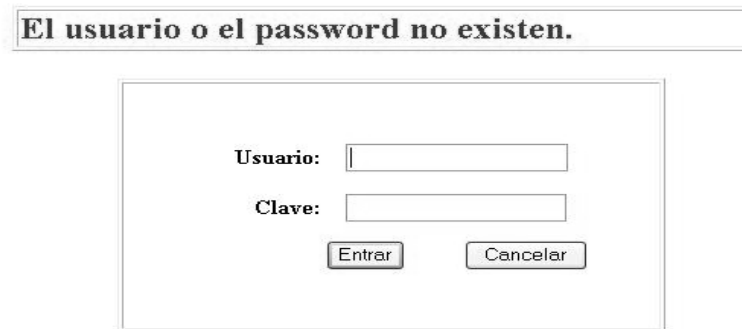 El usuario o el password no existen.
Usuario:
Clave:
Entrar Cancelar